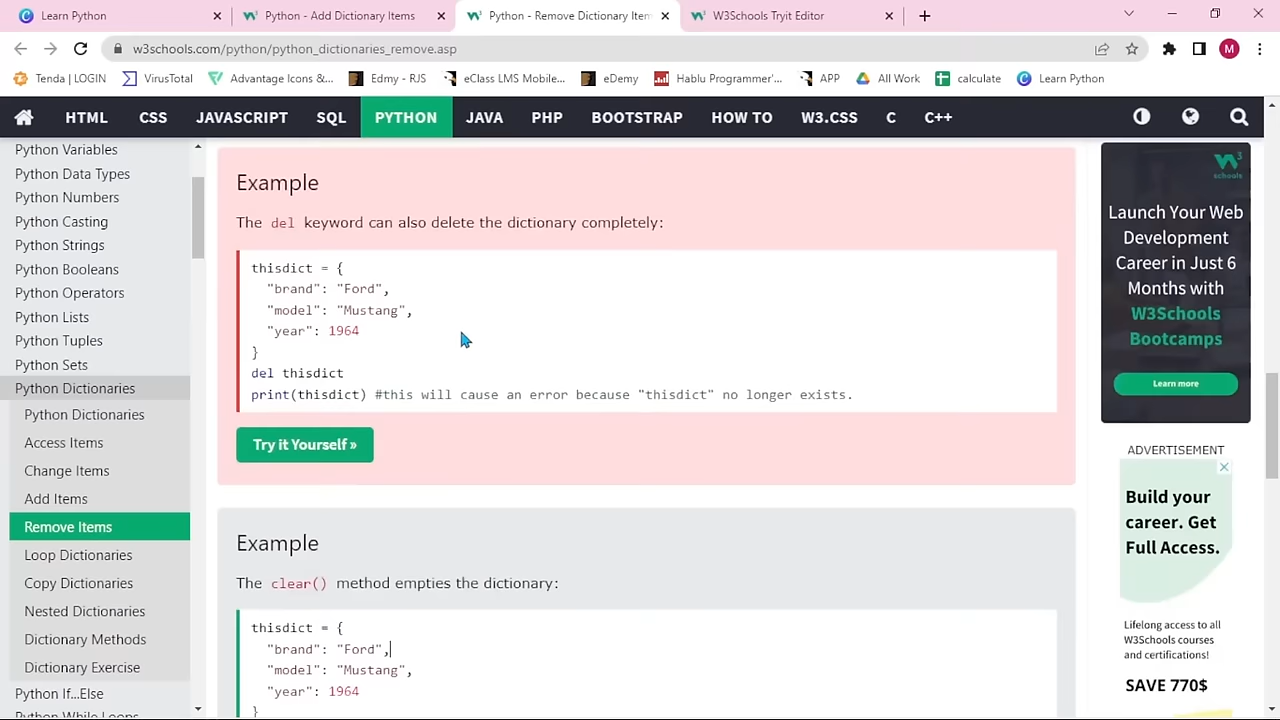 Learn Python
Python - Add Dictionary Items
Python - Remove Dictionary Item
W3Schools Tryit Editor
w3schools.com/python/python_dictionaries_remove.asp
M
Tenda | LOGIN
VirusTotal
Advantage Icons &...
Edmy - RJS
eClass LMS Mobile...
eDemy
Hablu Programmer'...
APP
All Work
calculate
Learn Python
HTML
CSS
JAVASCRIPT
SQL
PYTHON
JAVA
PHP
BOOTSTRAP
HOW TO
W3.CSS
C
C++
Python Variables
Python Data Types
Python Numbers
Python Casting
Python Strings
Python Booleans
Python Operators
Python Lists
Python Tuples
Python Sets
Python Dictionaries
Python Dictionaries
Access Items
Change Items
Add Items
Remove Items
Loop Dictionaries
Copy Dictionaries
Nested Dictionaries
Dictionary Methods
Dictionary Exercise
Python If...Else
Python While Loops
Example
The del keyword can also delete the dictionary completely:
thisdict = {
"brand": "Ford",
"model": "Mustang",
"year": 1964
}
del thisdict
print(thisdict) #this will cause an error because "thisdict" no longer exists.
Try it Yourself »
Example
The clear() method empties the dictionary:
thisdict = {
"brand": "Ford",
"model": "Mustang",
"year": 1964
}
W3
schools
Launch Your Web
Development
Career in Just 6
Months with
W3Schools
Bootcamps
Learn more
ADVERTISEMENT
Build your
career. Get
Full Access.
Lifelong access to all
W3Schools courses
and certifications!
SAVE 770$